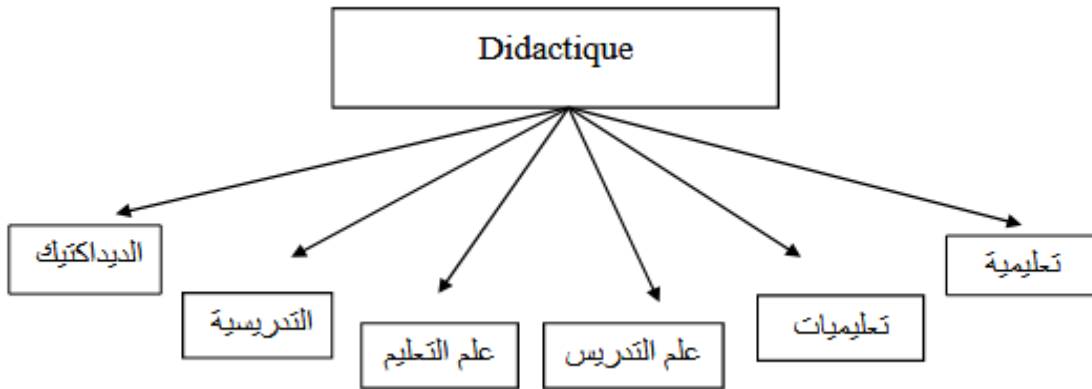 Didactique
تعليمية
تعليميات
علم التدريس
علم التعليم
التدريسية
الديداكتيك